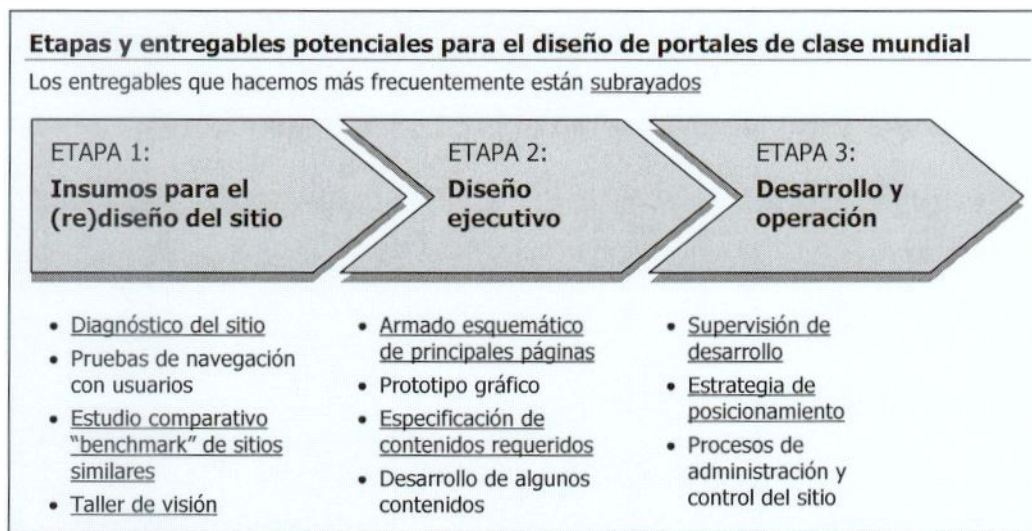 Etapas y entregables potenciales para el diseño de portales de clase mundial
Los entregables que hacemos más frecuentemente están subrayados
ETAPA 1:
Insumos para el
(re)diseño del sitio
• Diagnóstico del sitio
• Pruebas de navegación
con usuarios
• Estudio comparativo
"benchmark" de sitios
similares
• Taller de visión
ETAPA 2:
Diseño
ejecutivo
• Armado esquemático
de principales páginas
• Prototipo gráfico
• Especificación de
contenidos requeridos
• Desarrollo de algunos
contenidos
ETAPA 3:
Desarrollo y
operación
• Supervisión de
desarrollo
• Estrategia de
posicionamiento
• Procesos de
administración y
control del sitio